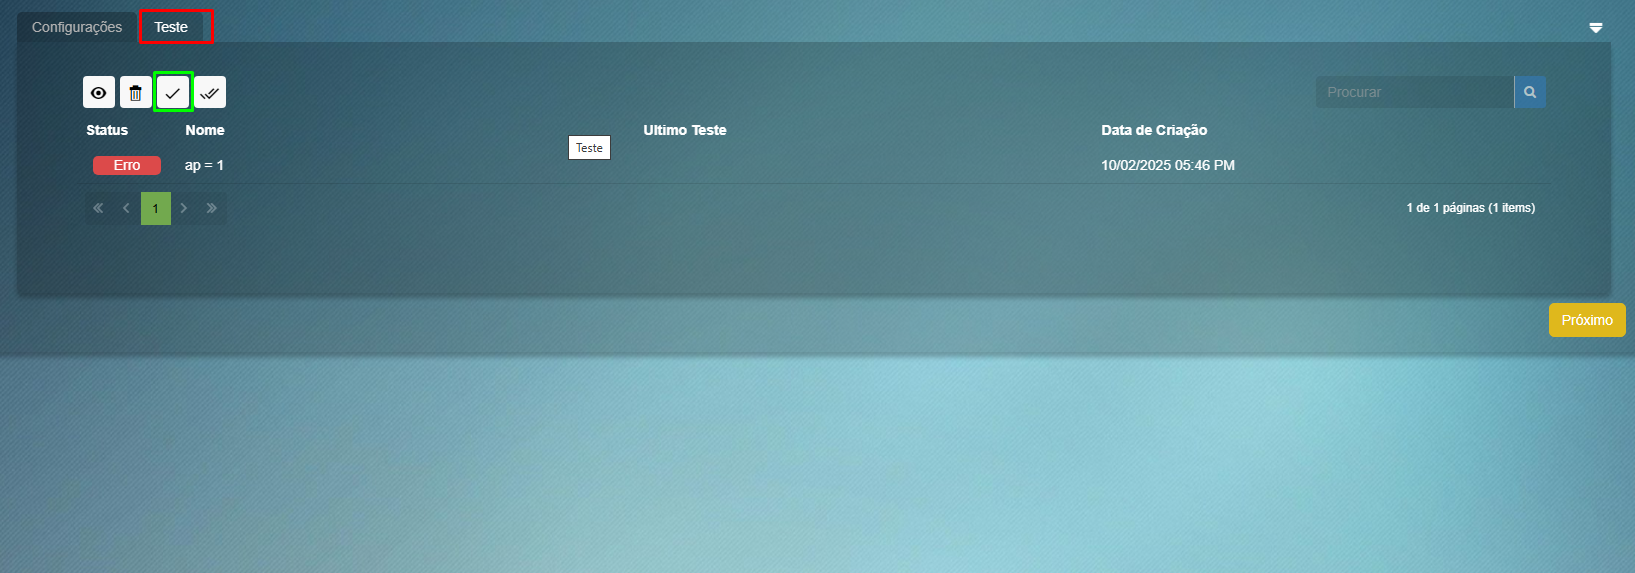 Configurações Teste
Procurar
Status Nome Ultimo Teste Data de Criação
Teste
Erro ap = 1 10/02/2025 05:46 PM
1 1 de 1 páginas (1 items)
Próximo